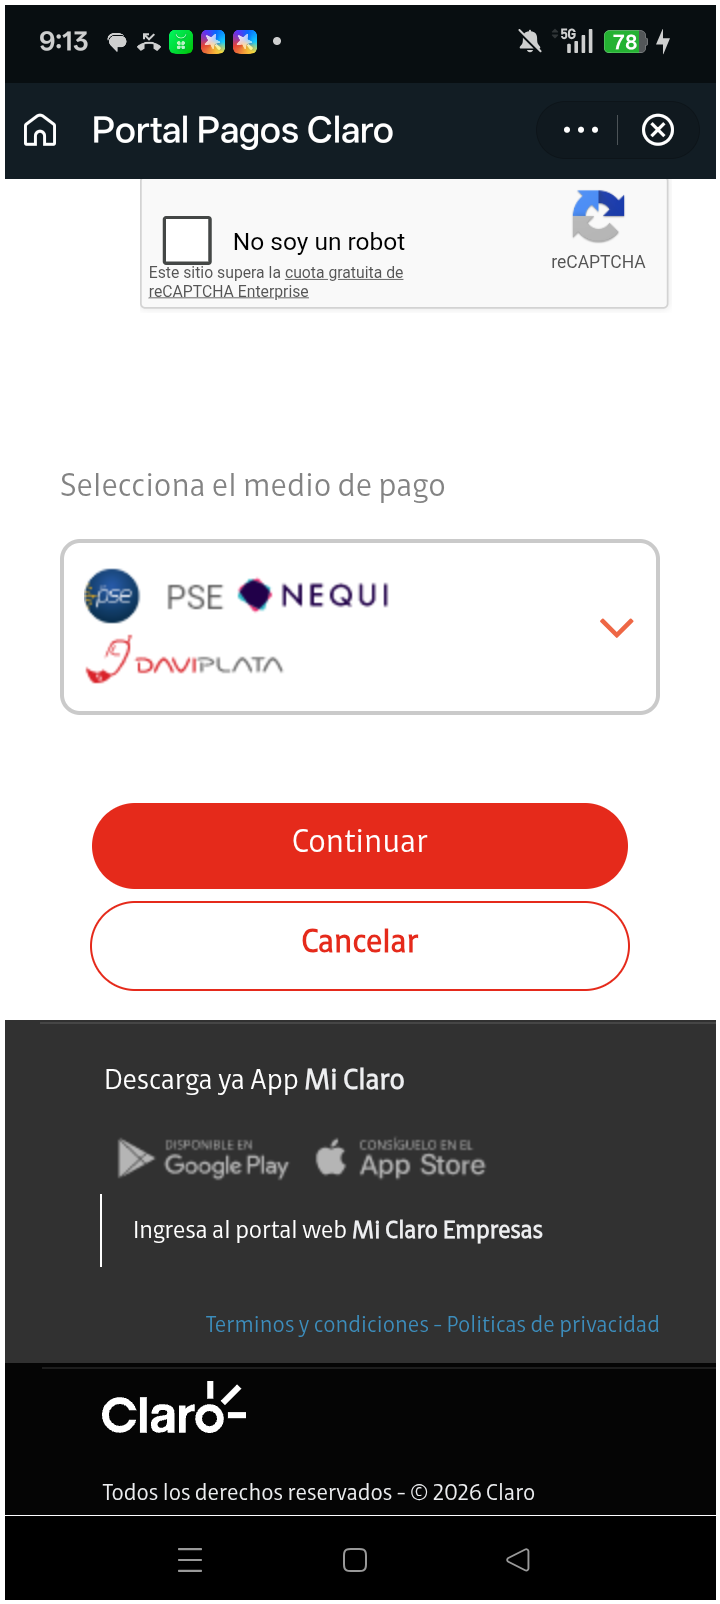 9:13 5G 78
Portal Pagos Claro
No soy un robot
Este sitio supera la cuota gratuita de
reCAPTCHA Enterprise
reCAPTCHA
Selecciona el medio de pago
pse PSE NEQUI
DAVIPLATA
Continuar
Cancelar
Descarga ya App Mi Claro
DISPONIBLE EN
Google Play
CONSÍGUELO EN EL
App Store
Ingresa al portal web Mi Claro Empresas
Terminos y condiciones - Politicas de privacidad
Claro
Todos los derechos reservados - © 2026 Claro